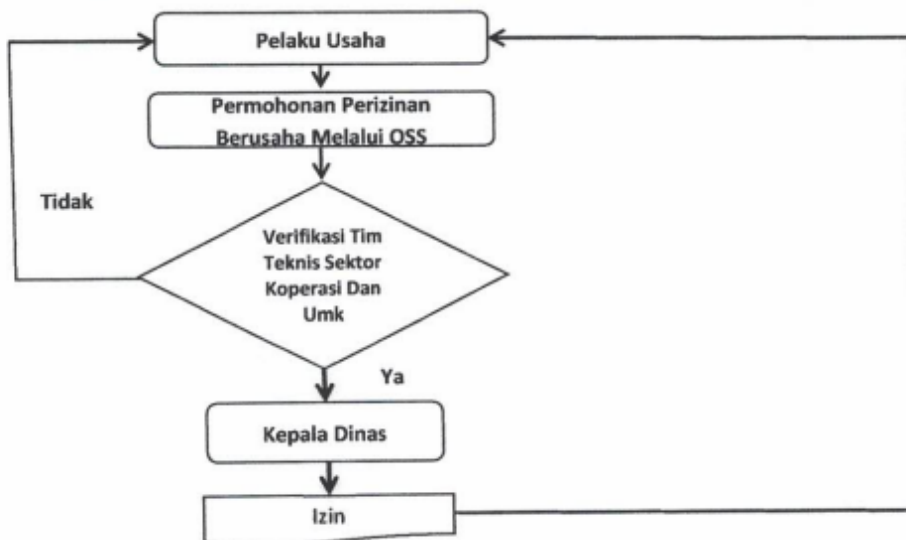 Pelaku Usaha
Permohonan Perizinan
Berusaha Melalui OSS
Tidak
Verifikasi Tim
Teknis Sektor
Koperasi Dan
Umk
Ya
Kepala Dinas
Izin